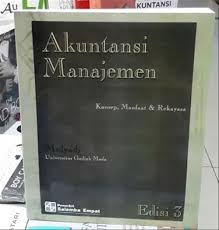 KUNTANSI
Akuntansi
Manajemen
Konsep, Manfaat & Rekayasa
Mulyadi
Universitas Gadjah Mada
Penerbit
Salemba Empat
Edisi 3